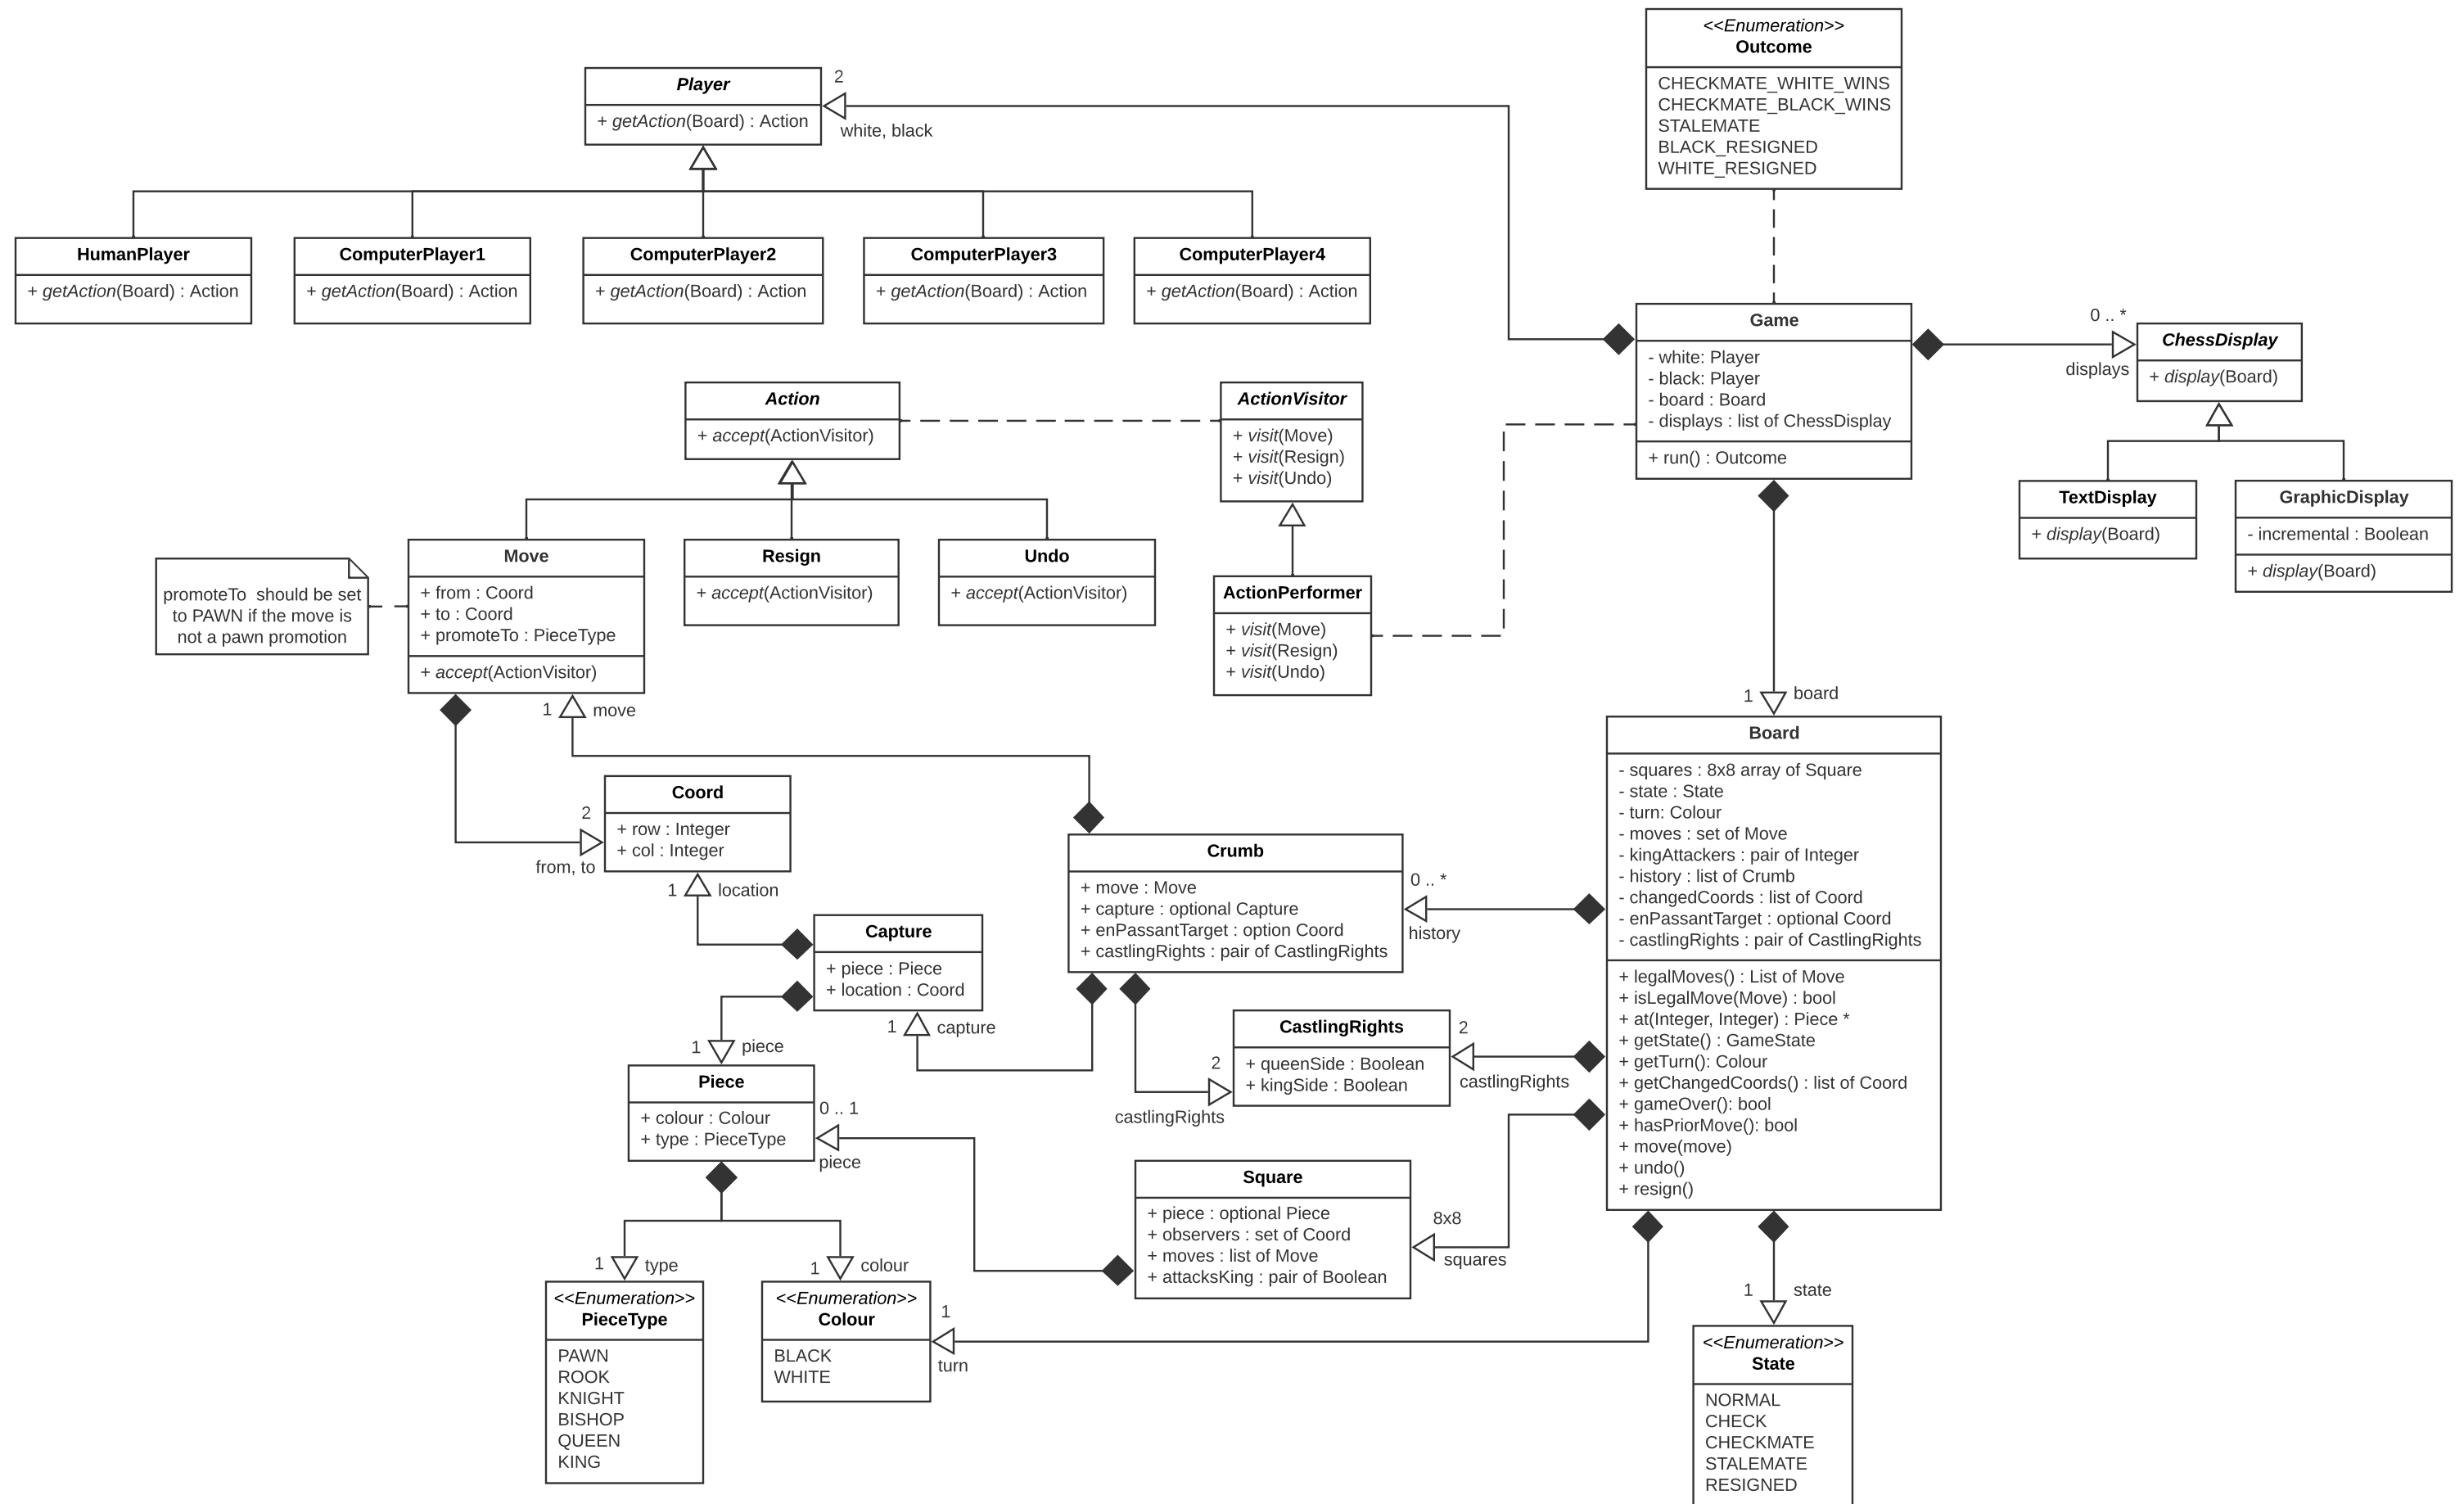 <<Enumeration>>
Outcome
CHECKMATE_WHITE_WINS
CHECKMATE_BLACK_WINS
STALEMATE
BLACK_RESIGNED
WHITE_RESIGNED
Player
+ getAction(Board) : Action
2
white, black
HumanPlayer
+ getAction(Board) : Action
ComputerPlayer1
+ getAction(Board) : Action
ComputerPlayer2
+ getAction(Board) : Action
ComputerPlayer3
+ getAction(Board) : Action
ComputerPlayer4
+ getAction(Board) : Action
Game
- white: Player
- black: Player
- board : Board
- displays : list of ChessDisplay
+ run() : Outcome
0 .. *
displays
ChessDisplay
+ display(Board)
TextDisplay
+ display(Board)
GraphicDisplay
- incremental : Boolean
+ display(Board)
Action
+ accept(ActionVisitor)
ActionVisitor
+ visit(Move)
+ visit(Resign)
+ visit(Undo)
promoteTo  should be set
to PAWN if the move is
not a pawn promotion
Move
+ from : Coord
+ to : Coord
+ promoteTo : PieceType
+ accept(ActionVisitor)
Resign
+ accept(ActionVisitor)
Undo
+ accept(ActionVisitor)
ActionPerformer
+ visit(Move)
+ visit(Resign)
+ visit(Undo)
1
move
1
board
Board
- squares : 8x8 array of Square
- state : State
- turn: Colour
- moves : set of Move
- kingAttackers : pair of Integer
- history : list of Crumb
- changedCoords : list of Coord
- enPassantTarget : optional Coord
- castlingRights : pair of CastlingRights
+ legalMoves() : List of Move
+ isLegalMove(Move) : bool
+ at(Integer, Integer) : Piece *
+ getState() : GameState
+ getTurn(): Colour
+ getChangedCoords() : list of Coord
+ gameOver(): bool
+ hasPriorMove(): bool
+ move(move)
+ undo()
+ resign()
2
from, to
Coord
+ row : Integer
+ col : Integer
1
location
Crumb
+ move : Move
+ capture : optional Capture
+ enPassantTarget : option Coord
+ castlingRights : pair of CastlingRights
0 .. *
history
Capture
+ piece : Piece
+ location : Coord
1
capture
1
piece
CastlingRights
+ queenSide : Boolean
+ kingSide : Boolean
2
castlingRights
2
castlingRights
Piece
+ colour : Colour
+ type : PieceType
0 .. 1
piece
Square
+ piece : optional Piece
+ observers : set of Coord
+ moves : list of Move
+ attacksKing : pair of Boolean
8x8
squares
1
type
1
colour
<<Enumeration>>
PieceType
PAWN
ROOK
KNIGHT
BISHOP
QUEEN
KING
<<Enumeration>>
Colour
BLACK
WHITE
1
turn
1
state
<<Enumeration>>
State
NORMAL
CHECK
CHECKMATE
STALEMATE
RESIGNED